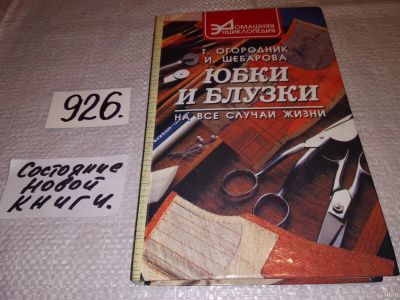 ДОМАШНЯЯ
ЭНЦИКЛОПЕДИЯ
Т. ОГОРОДНИК
И. ШЕБАРОВА
ЮБКИ
И БЛУЗКИ
НА ВСЕ СЛУЧАИ ЖИЗНИ
926.
Состояние
новой
книги.